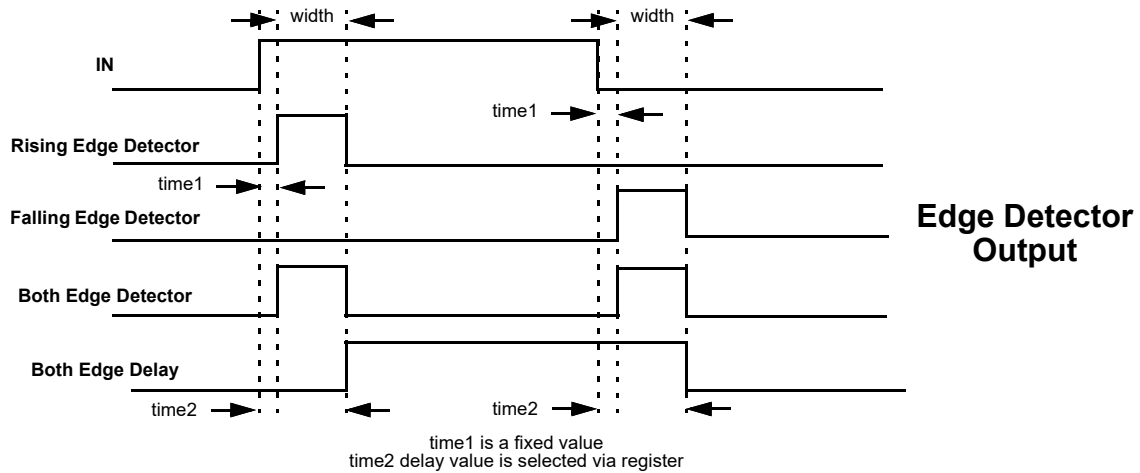 width
width
IN
time1
Rising Edge Detector
time1
Falling Edge Detector
Edge Detector
Output
Both Edge Detector
Both Edge Delay
time2
time2
time1 is a fixed value
time2 delay value is selected via register